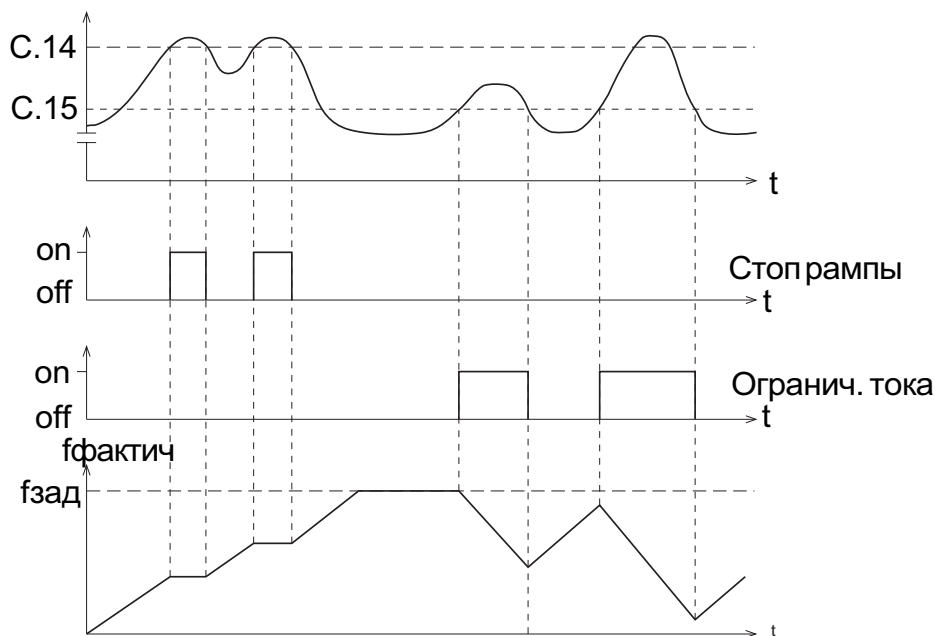 C.14
C.15
t
on
off
Стоп рампы
t
on
off
Огранич. тока
t
fфактич
fзад
t